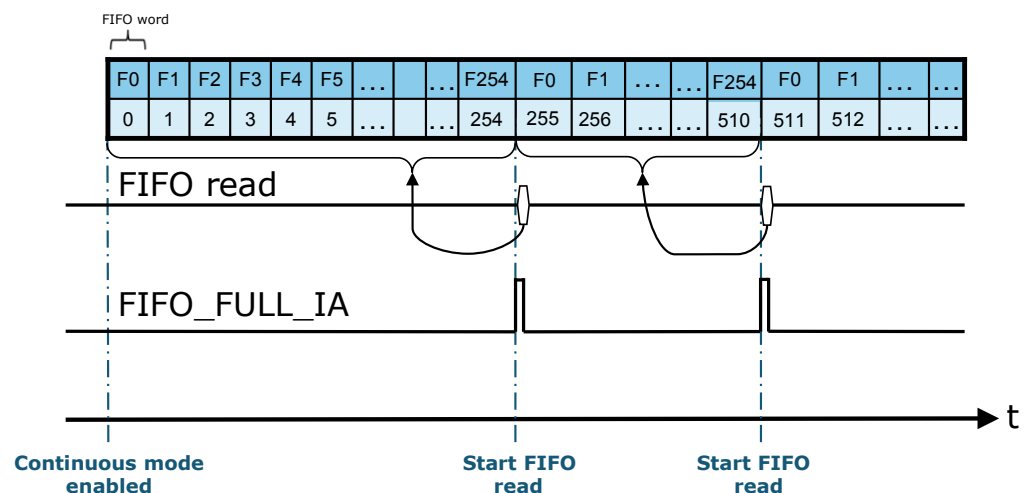 FIFO word
F0 F1 F2 F3 F4 F5 ... ... F254 F0 F1 ... ... F254 F0 F1 ... ...
0 1 2 3 4 5 ... ... 254 255 256 ... ... 510 511 512 ... ...
FIFO read
FIFO_FULL_IA
t
Continuous mode
enabled
Start FIFO
read
Start FIFO
read